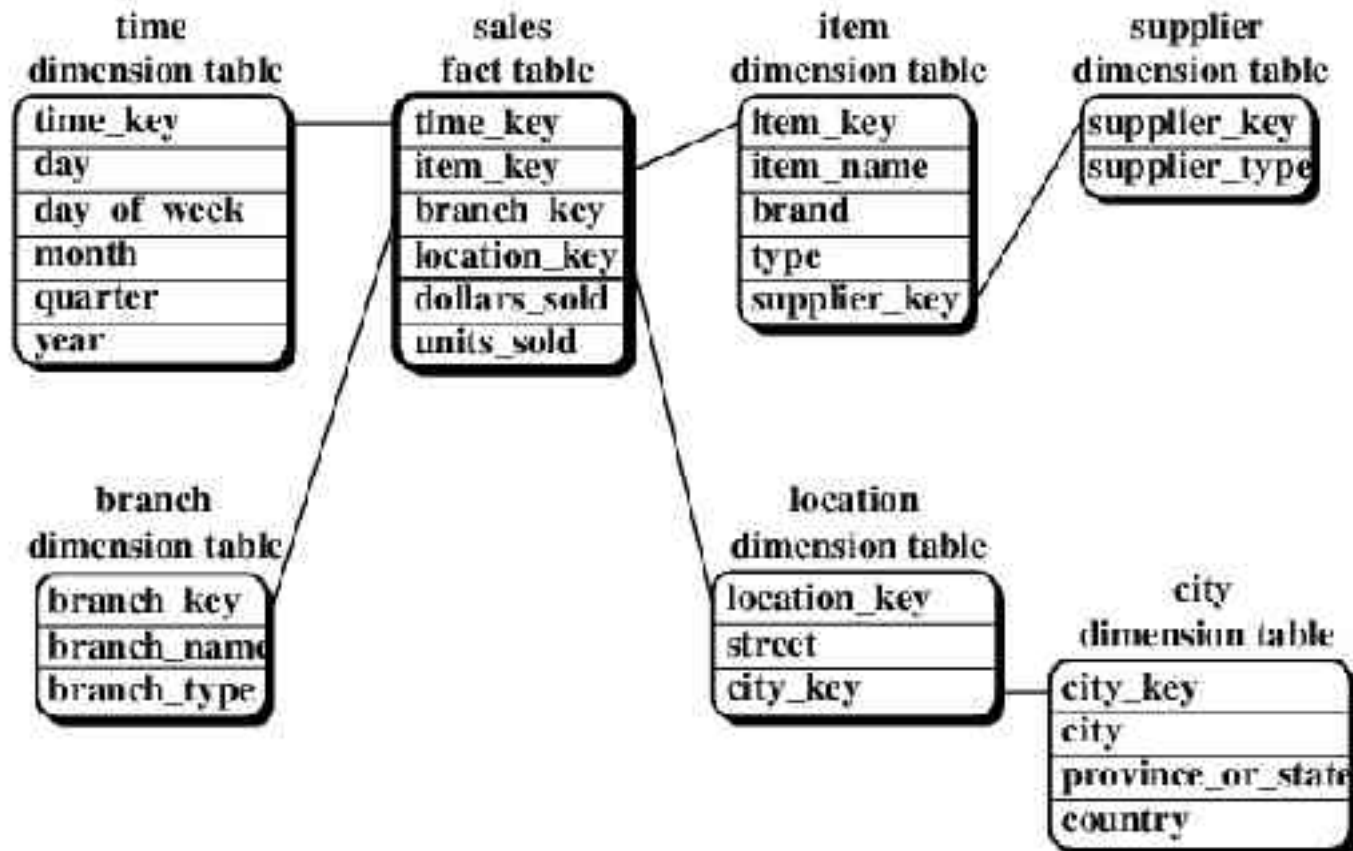 time
dimension table
time_key
day
day_of_week
month
quarter
year
sales
fact table
time_key
item_key
branch_key
location_key
dollars_sold
units_sold
item
dimension table
item_key
item_name
brand
type
supplier_key
supplier
dimension table
supplier_key
supplier_type
branch
dimension table
branch_key
branch_name
branch_type
location
dimension table
location_key
street
city_key
city
dimension table
city_key
city
province_or_state
country